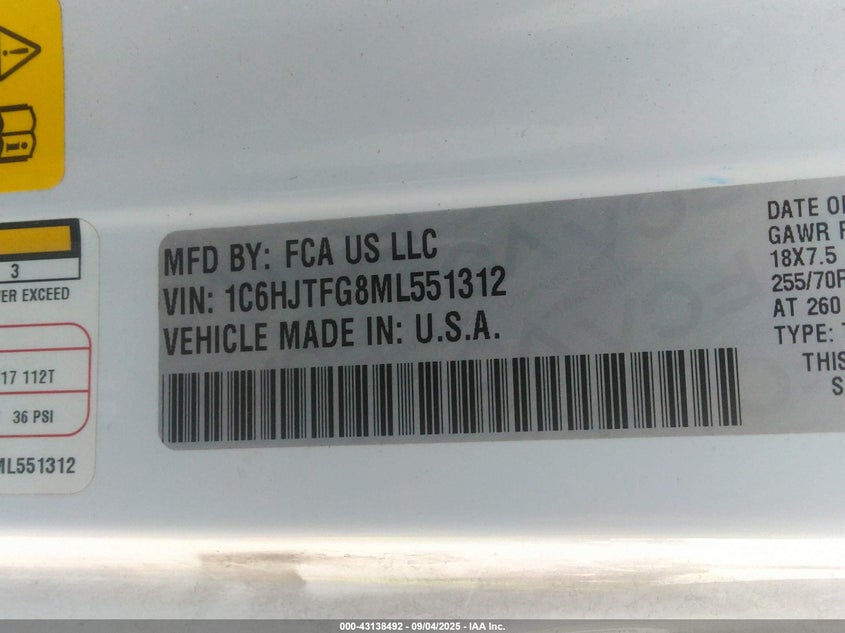 3
ER EXCEED
17 112T
36 PSI
ML551312
MFD BY: FCA US LLC
VIN: 1C6HJTFG8ML551312
VEHICLE MADE IN: U.S.A.
DATE O
GAWR
18X7.5
255/70R
AT 260
TYPE: T
THIS
S
000-43138492 - 09/04/2025 - IAA Inc.